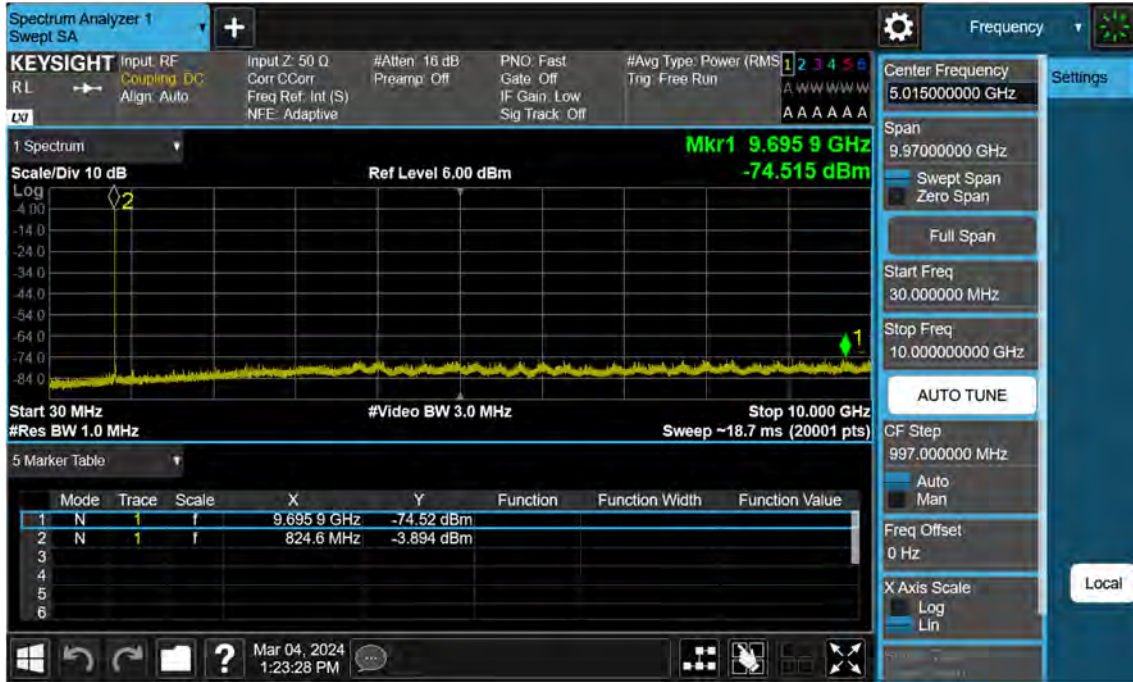 Spectrum Analyzer 1
Swept SA
Frequency
KEYSIGHT
RL
LXI
Input: RF
Coupling: DC
Align: Auto
Input Z: 50 Ω
Corr CCorr
Freq Ref: Int (S)
NFE: Adaptive
#Atten: 16 dB
Preamp: Off
PNO: Fast
Gate: Off
IF Gain: Low
Sig Track: Off
#Avg Type: Power (RMS
Trig: Free Run
1 2 3 4 5 6
A W W W W W
A A A A A A
1 Spectrum
Mkr1 9.695 9 GHz
Scale/Div 10 dB
Ref Level 6.00 dBm
-74.515 dBm
Log
2
-4.00
-14.0
-24.0
-34.0
-44.0
-54.0
-64.0
1
-74.0
-84.0
Start 30 MHz
#Video BW 3.0 MHz
Stop 10.000 GHz
#Res BW 1.0 MHz
Sweep ~18.7 ms (20001 pts)
5 Marker Table
Mode Trace Scale X Y Function Function Width Function Value
1 N 1 f 9.695 9 GHz -74.52 dBm
2 N 1 f 824.6 MHz -3.894 dBm
3
4
5
6
Mar 04, 2024
1:23:28 PM
Center Frequency
5.015000000 GHz
Settings
Span
9.97000000 GHz
Swept Span
Zero Span
Full Span
Start Freq
30.000000 MHz
Stop Freq
10.000000000 GHz
AUTO TUNE
CF Step
997.000000 MHz
Auto
Man
Freq Offset
0 Hz
X Axis Scale
Log
Lin
Local